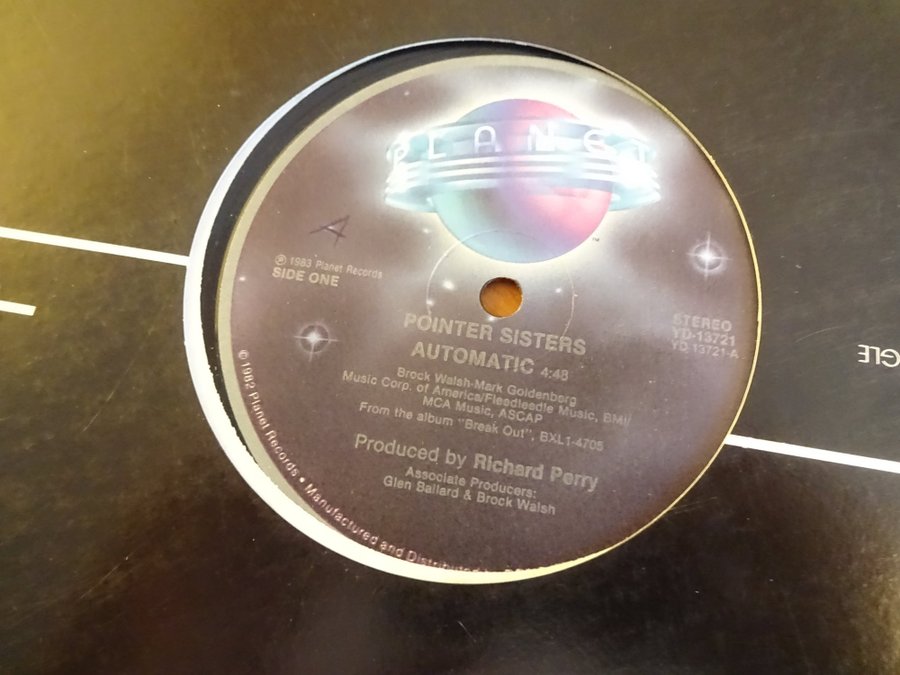 PLANET
™
A
℗ 1983 Planet Records
SIDE ONE
STEREO
YD-13721
YD 13721-A
POINTER SISTERS
AUTOMATIC 4:48
Brock Walsh-Mark Goldenberg
Music Corp. of America/Fleedleedle Music, BMI/
MCA Music, ASCAP
From the album "Break Out", BXL1-4705
Produced by Richard Perry
Associate Producers:
Glen Ballard & Brock Walsh
© 1982 Planet Records • Manufactured and Distributed